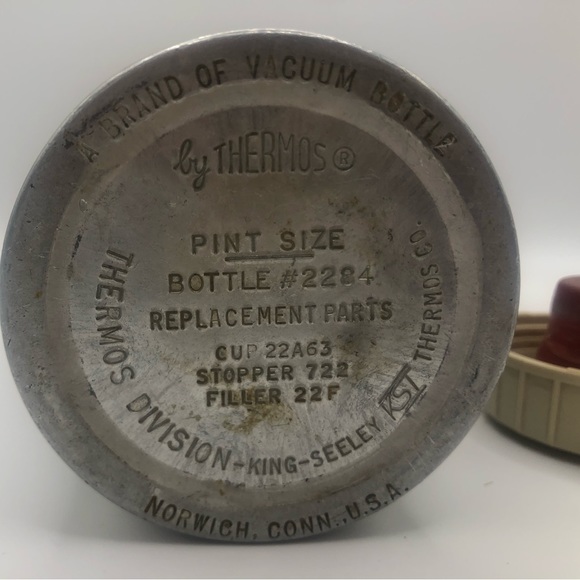 A BRAND OF VACUUM BOTTLE
by THERMOS®
PINT SIZE
BOTTLE #2284
REPLACEMENT PARTS
CUP 22A63
STOPPER 722
FILLER 22F
THERMOS DIVISION-KING-SEELEY KST THERMOS CO.
NORWICH, CONN., U.S.A.